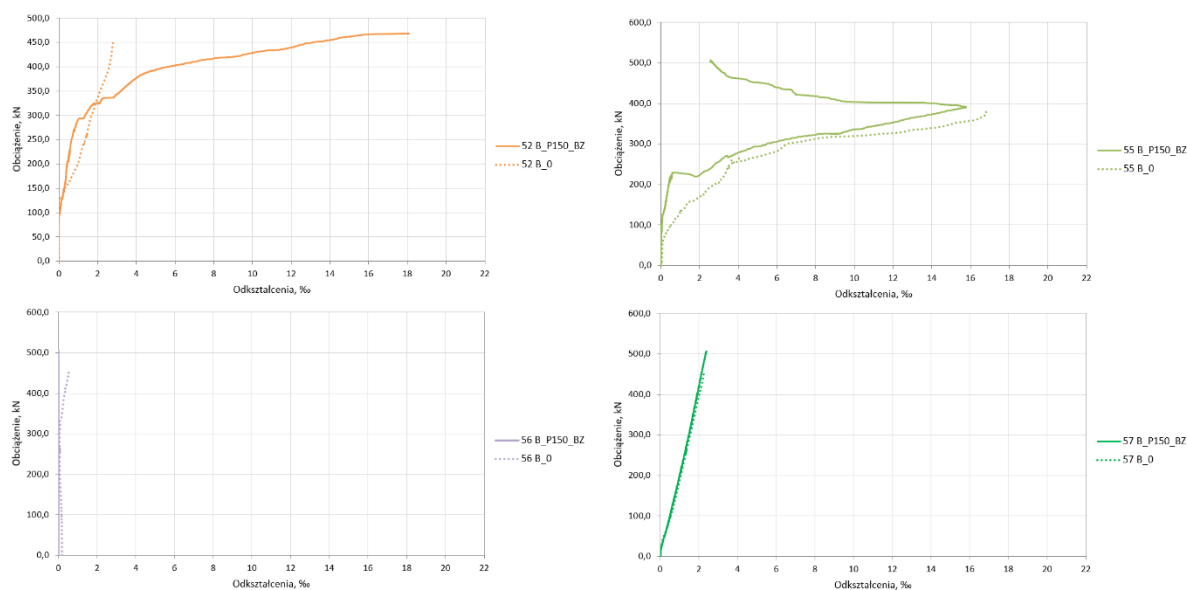 500,0
450,0
400,0
350,0
300,0
250,0
200,0
150,0
100,0
50,0
0,0
Obciążenie, kN
0 2 4 6 8 10 12 14 16 18 20 22
Odkształcenia, ‰
52 B_P150_BZ
52 B_0
600,0
500,0
400,0
300,0
200,0
100,0
0,0
Obciążenie, kN
0 2 4 6 8 10 12 14 16 18 20 22
Odkształcenia, ‰
55 B_P150_BZ
55 B_0
600,0
500,0
400,0
300,0
200,0
100,0
0,0
Obciążenie, kN
0 2 4 6 8 10 12 14 16 18 20 22
Odkształcenia, ‰
56 B_P150_BZ
56 B_0
600,0
500,0
400,0
300,0
200,0
100,0
0,0
Obciążenie, kN
0 2 4 6 8 10 12 14 16 18 20 22
Odkształcenia, ‰
57 B_P150_BZ
57 B_0